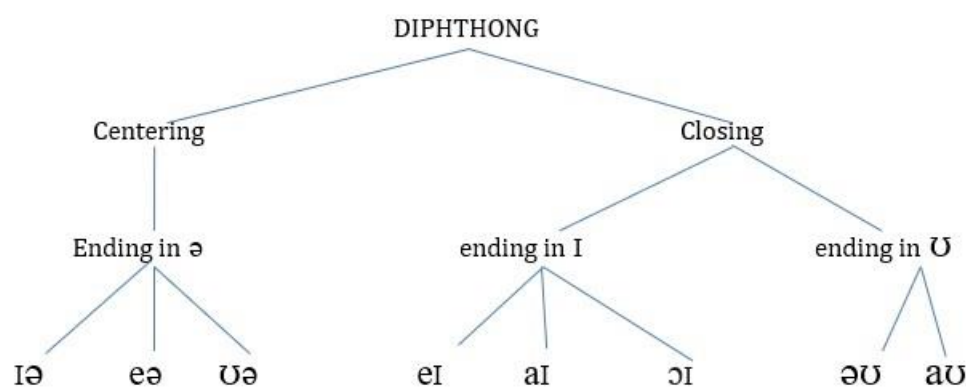 DIPHTHONG
Centering Closing
Ending in ə ending in I ending in ʊ
ɪə eə ʊə eɪ aɪ ɔɪ əʊ aʊ